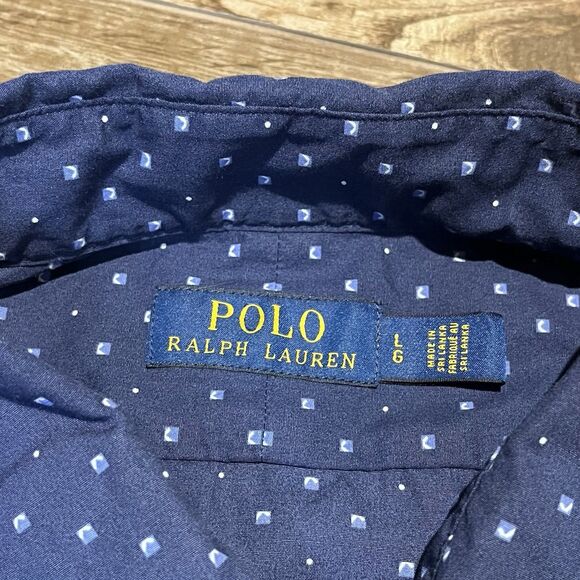 POLO
RALPH LAUREN
L
G
MADE IN
SRI LANKA
FABRIQUÉ AU
SRI LANKA